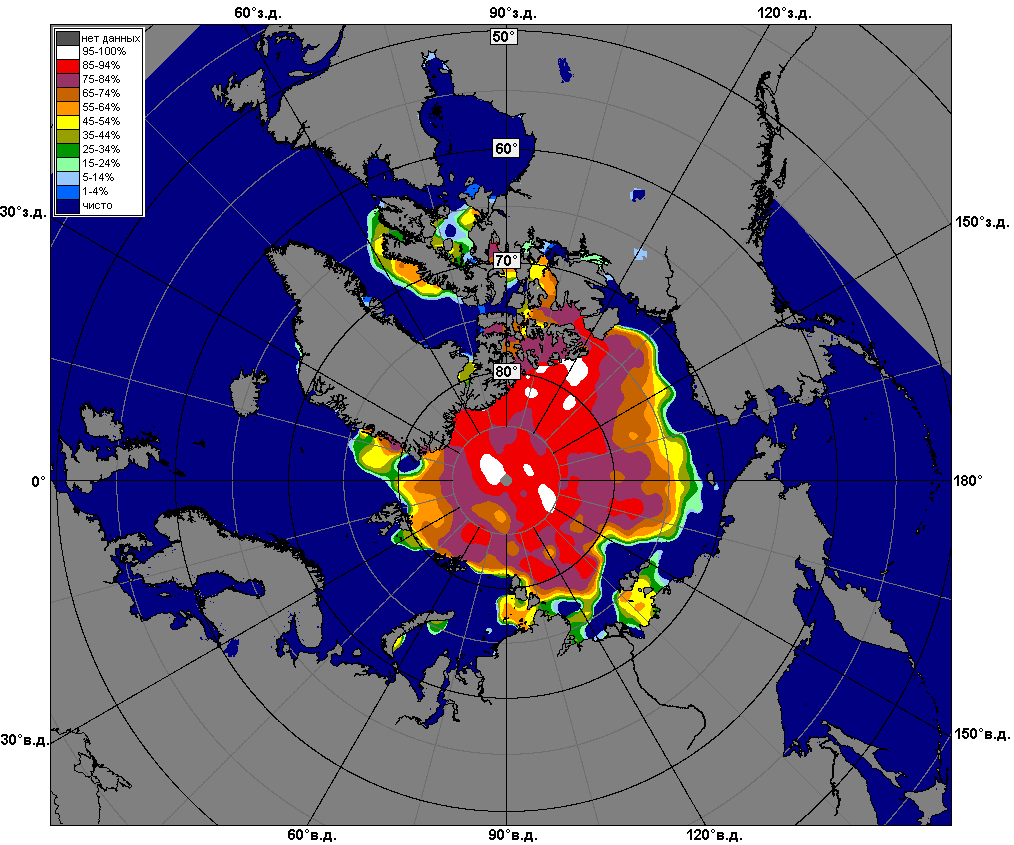 60°з.д.
90°з.д.
120°з.д.
50°
нет данных
95-100%
85-94%
75-84%
65-74%
55-64%
45-54%
35-44%
25-34%
15-24%
5-14%
1-4%
чисто
60°
30°з.д.
150°з.д.
70°
80°
0°
180°
30°в.д.
150°в.д.
60°в.д.
90°в.д.
120°в.д.